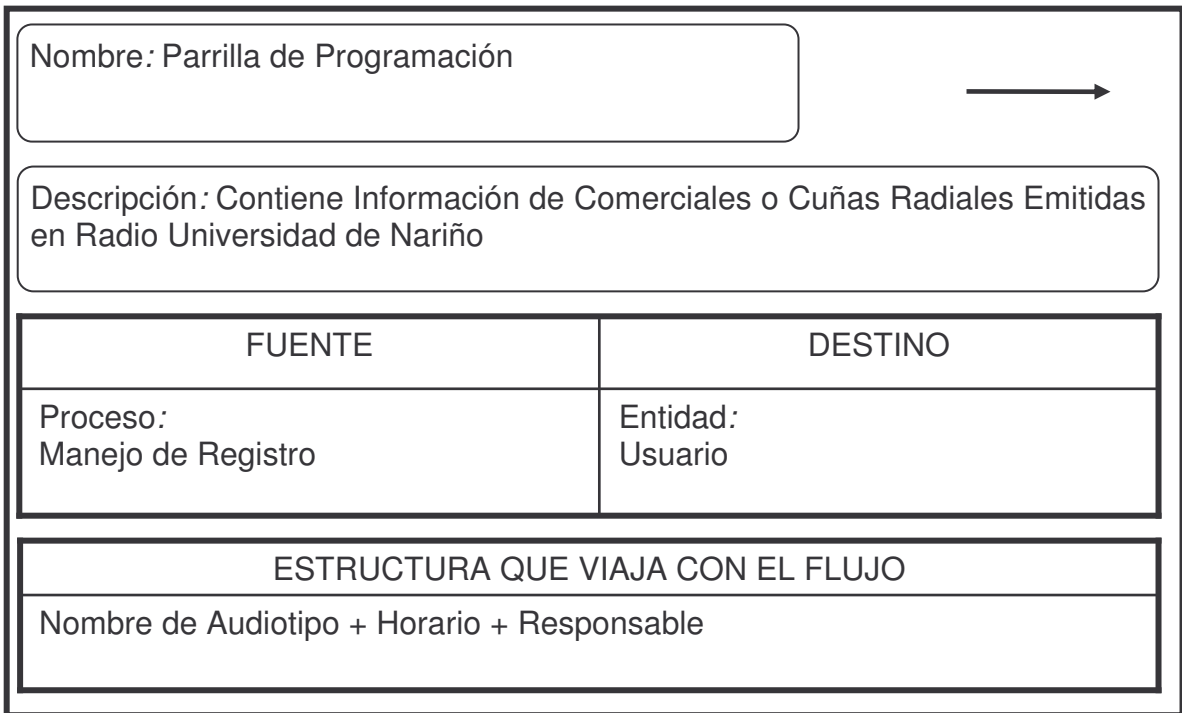 Nombre: Parrilla de Programación
Descripción: Contiene Información de Comerciales o Cuñas Radiales Emitidas
en Radio Universidad de Nariño
FUENTE
DESTINO
Proceso:
Manejo de Registro
Entidad:
Usuario
ESTRUCTURA QUE VIAJA CON EL FLUJO
Nombre de Audiotipo + Horario + Responsable